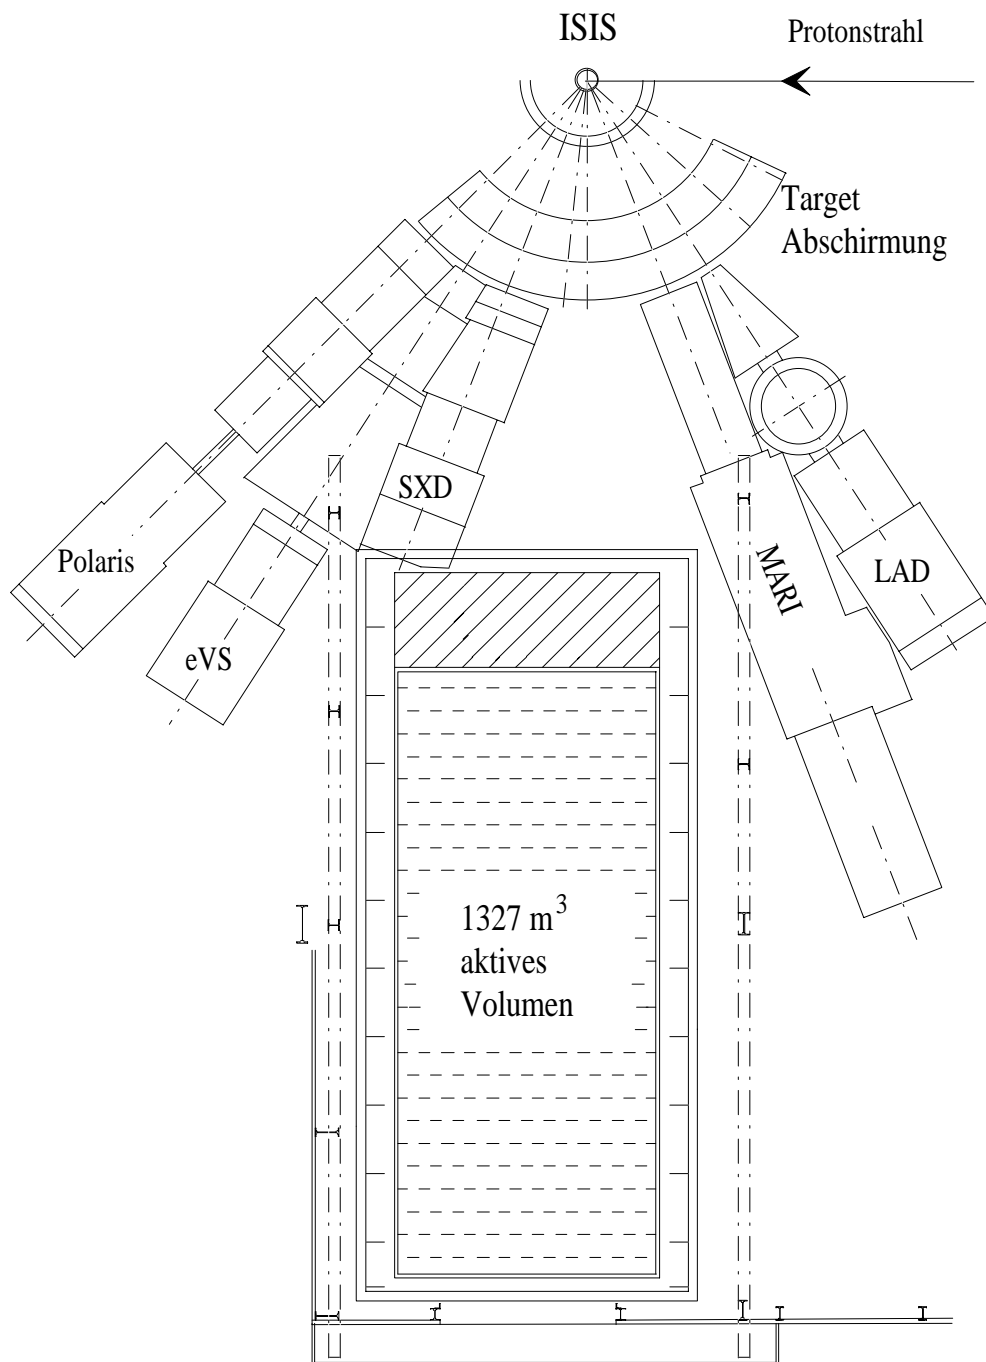 ISIS
Protonstrahl
Target
Abschirmung
SXD
Polaris
eVS
MARI
LAD
1327 m³
aktives
Volumen